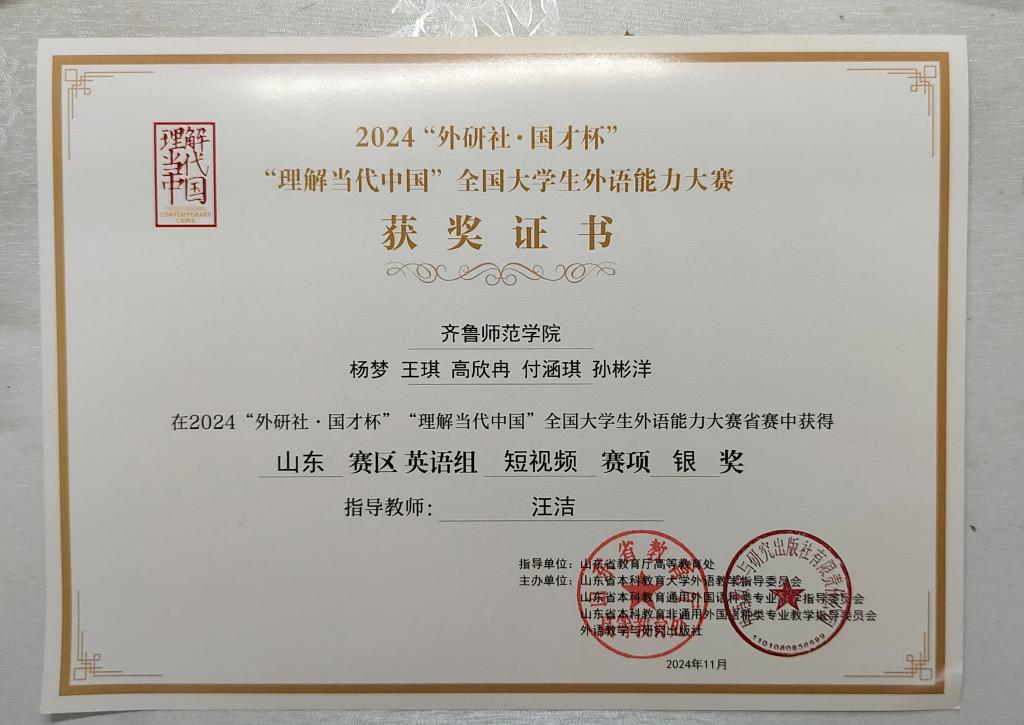 理解
当代
中国
UNDERSTANDING
CONTEMPORARY
CHINA
2024“外研社·国才杯”
“理解当代中国”全国大学生外语能力大赛
获奖证书
齐鲁师范学院
杨梦 王琪 高欣冉 付涵琪 孙彬洋
在2024“外研社·国才杯”“理解当代中国”全国大学生外语能力大赛省赛中获得
山东 赛区 英语组 短视频 赛项 银 奖
指导教师: 汪洁
指导单位: 山东省教育厅高等教育处
主办单位: 山东省本科教育大学外语教学指导委员会
山东省本科教育通用外国语种类专业教学指导委员会
山东省本科教育非通用外国语种类专业教学指导委员会
外语教学与研究出版社
2024年11月